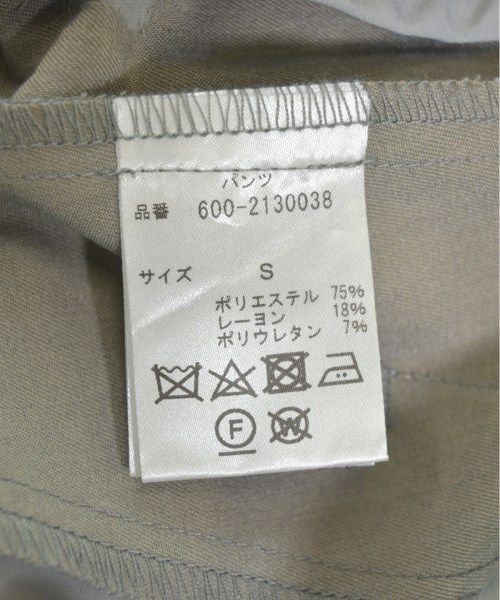 パンツ
品番 600-2130038
サイズ S
ポリエステル 75%
レーヨン 18%
ポリウレタン 7%
F W